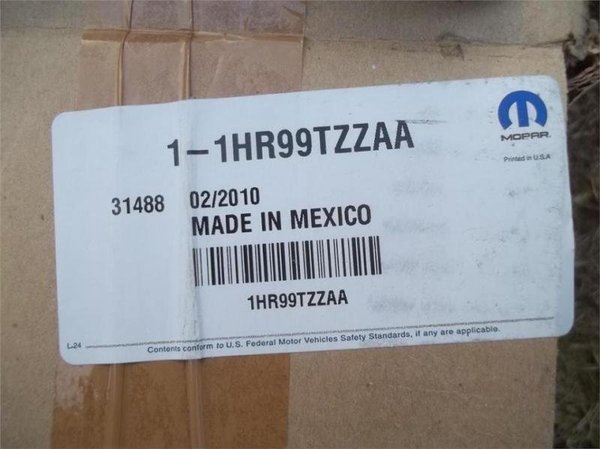 MOPAR
Printed in U.S.A
1-1HR99TZZAA
31488 02/2010
MADE IN MEXICO
1HR99TZZAA
L-24
Contents conform to U.S. Federal Motor Vehicles Safety Standards, if any are applicable.